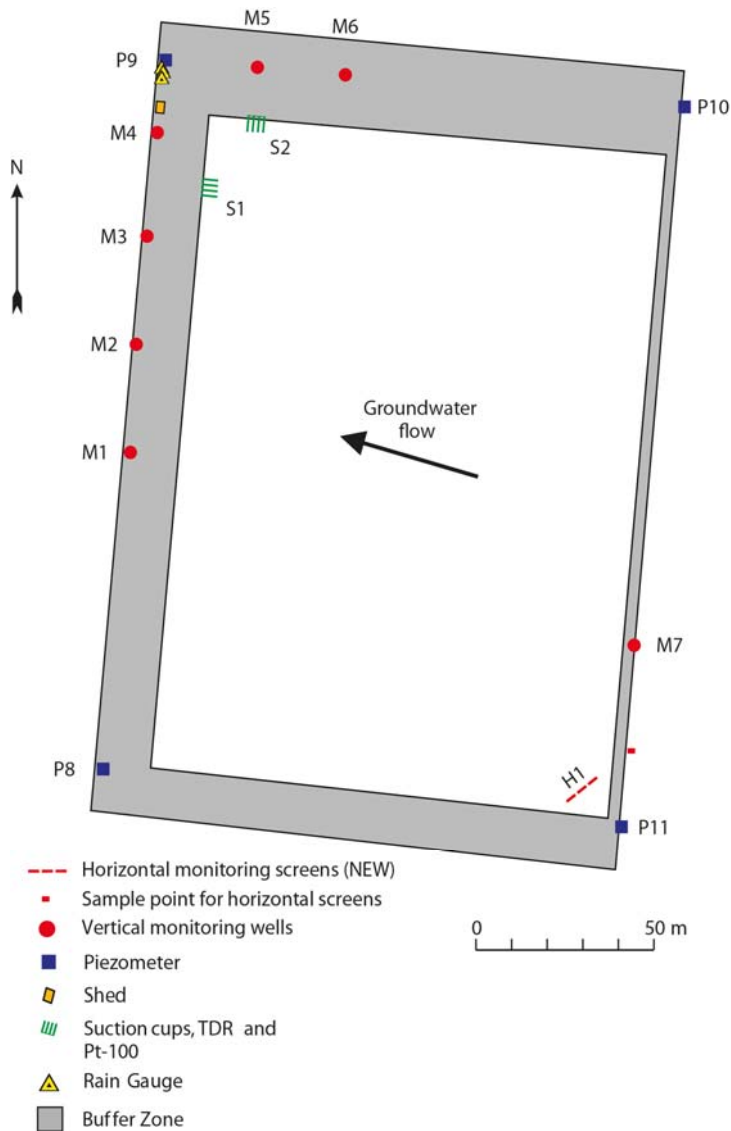 M5
M6
P9
P10
M4
S2
N
S1
M3
M2
Groundwater
flow
M1
M7
H1
P8
P11
Horizontal monitoring screens (NEW)
Sample point for horizontal screens
Vertical monitoring wells
0 50 m
Piezometer
Shed
Suction cups, TDR and
Pt-100
Rain Gauge
Buffer Zone